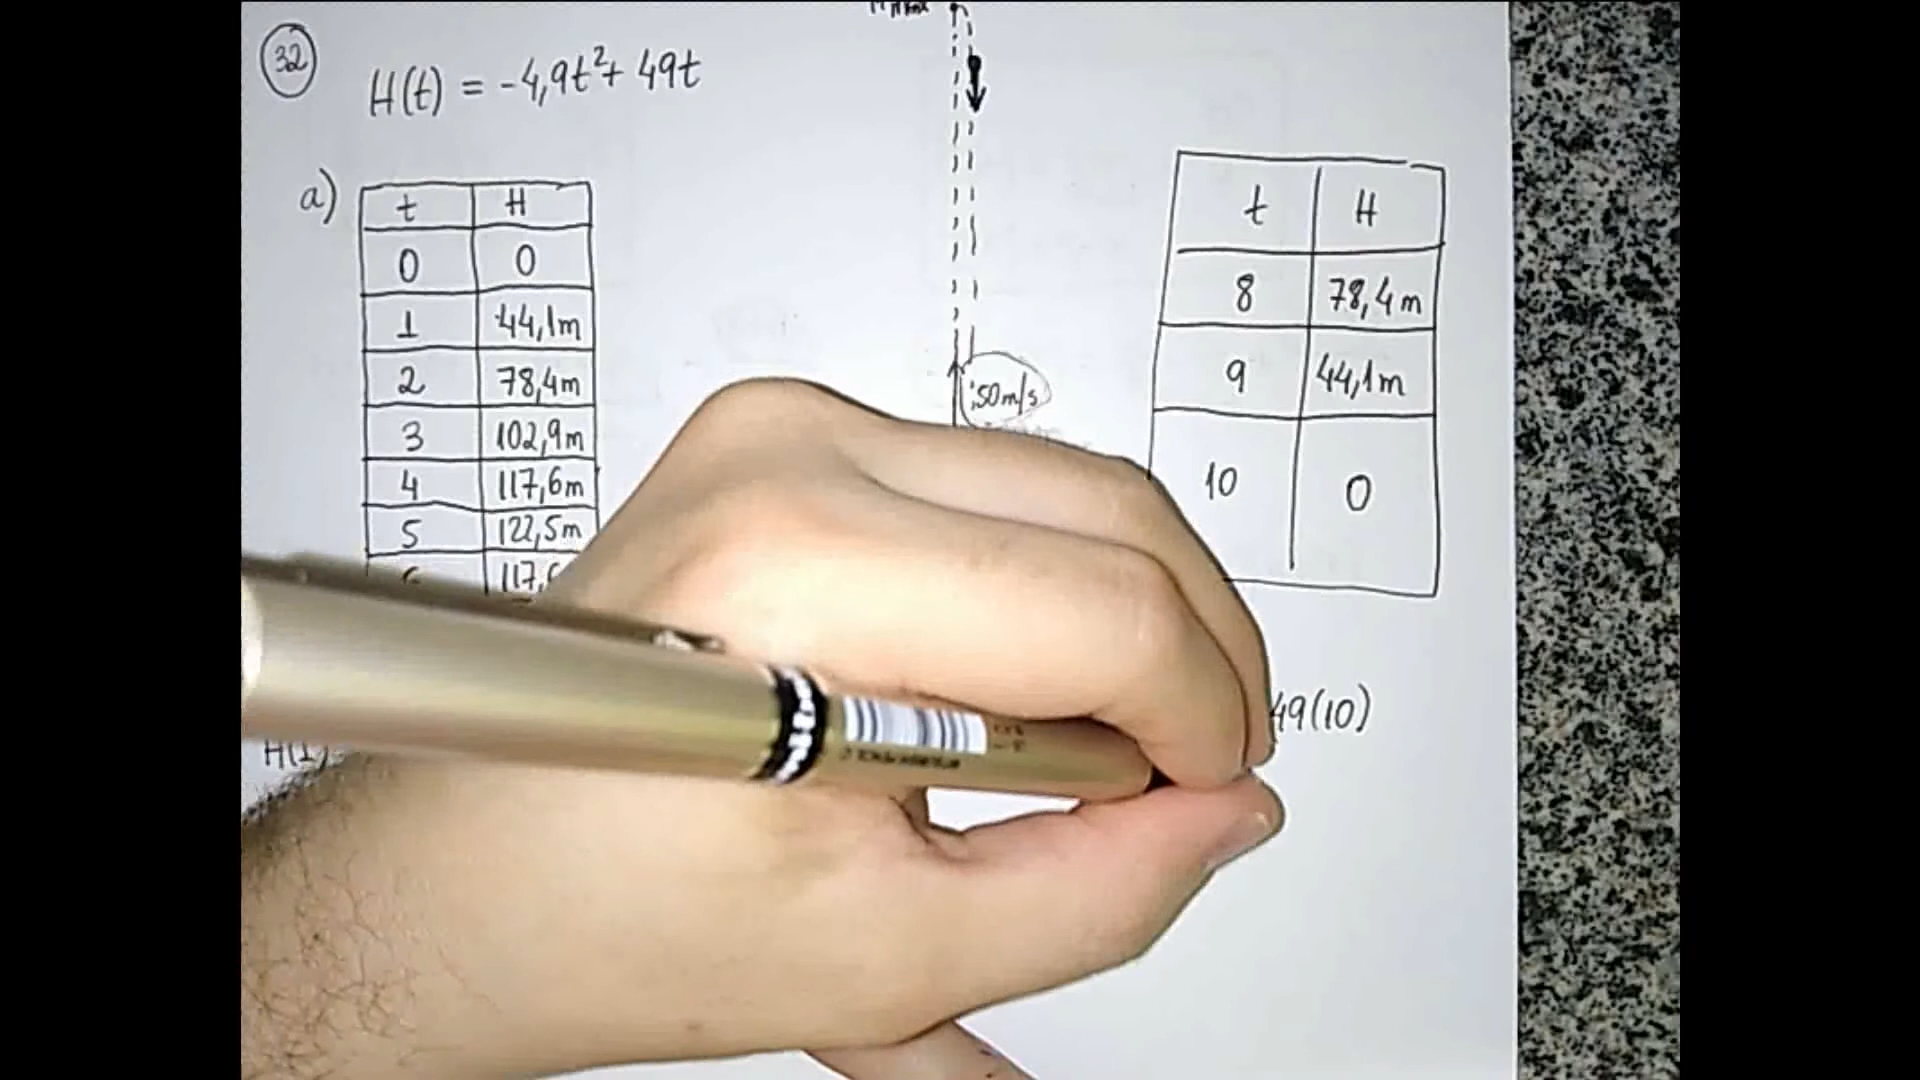 32
H(t) = -4,9t²+ 49t
a)
t H
0 0
1 44,1m
2 78,4m
3 102,9m
4 117,6m
5 122,5m
50m/s
t H
8 78,4m
9 44,1m
10 0
49(10)